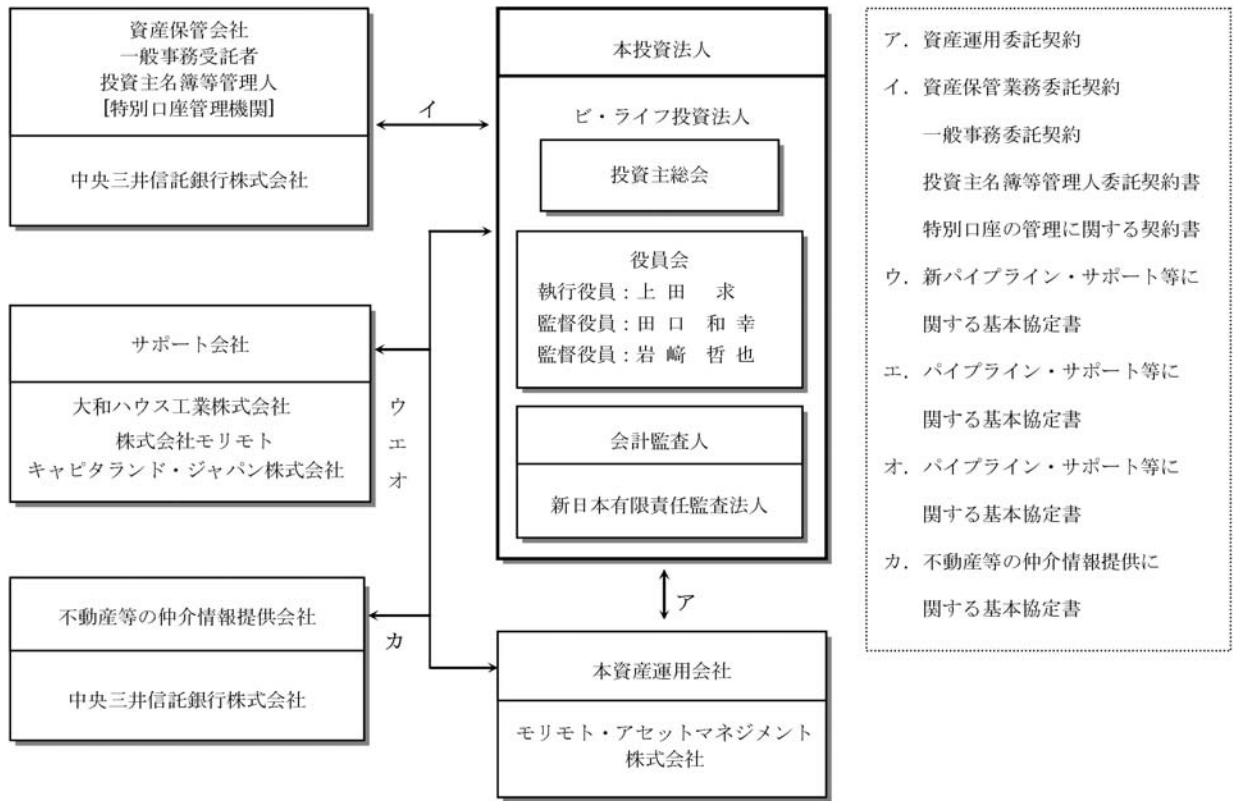 資産保管会社
一般事務受託者
投資主名簿等管理人
[特別口座管理機関]
中央三井信託銀行株式会社
イ
本投資法人
ビ・ライフ投資法人
投資主総会
役員会
執行役員：上 田　求
監督役員：田 口　和 幸
監督役員：岩 﨑　哲 也
会計監査人
新日本有限責任監査法人
サポート会社
大和ハウス工業株式会社
株式会社モリモト
キャピタランド・ジャパン株式会社
ウ
エ
オ
不動産等の仲介情報提供会社
中央三井信託銀行株式会社
カ
ア
本資産運用会社
モリモト・アセットマネジメント
株式会社
ア．資産運用委託契約
イ．資産保管業務委託契約
一般事務委託契約
投資主名簿等管理人委託契約書
特別口座の管理に関する契約書
ウ．新パイプライン・サポート等に
関する基本協定書
エ．パイプライン・サポート等に
関する基本協定書
オ．パイプライン・サポート等に
関する基本協定書
カ．不動産等の仲介情報提供に
関する基本協定書